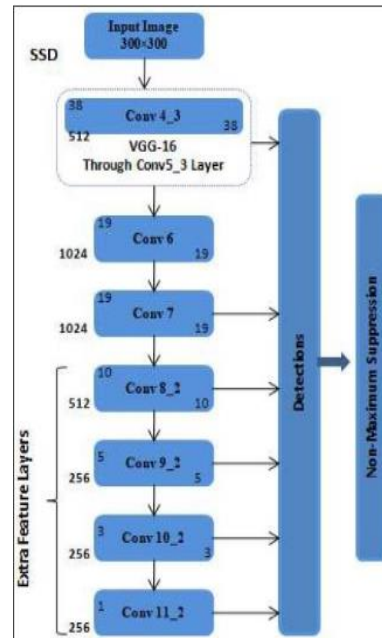 Input Image
300×300
SSD
38
Conv 4_3
38
512
VGG-16
Through Conv5_3 Layer
19
Conv 6
19
1024
19
Conv 7
19
1024
10
Conv 8_2
10
512
5
Conv 9_2
5
256
3
Conv 10_2
3
256
1
Conv 11_2
256
Extra Feature Layers
Detections
Non-Maximum Suppression